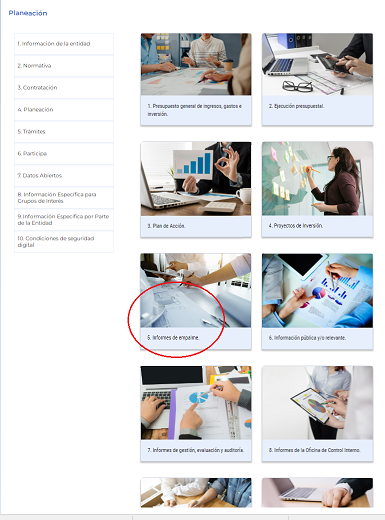 Planeación
1. Información de la entidad
2. Normativa
3. Contratación
4. Planeación
5. Trámites
6. Participa
7. Datos Abiertos
8. Información Específica para
Grupos de Interés
9. Información Específica por Parte
de la Entidad
10. Condiciones de seguridad
digital
1. Presupuesto general de ingresos, gastos e
inversión.
2. Ejecución presupuestal.
3. Plan de Acción.
4. Proyectos de Inversión.
5. Informes de empalme.
6. Información pública y/o relevante.
7. Informes de gestión, evaluación y auditoría.
8. Informes de la Oficina de Control Interno.